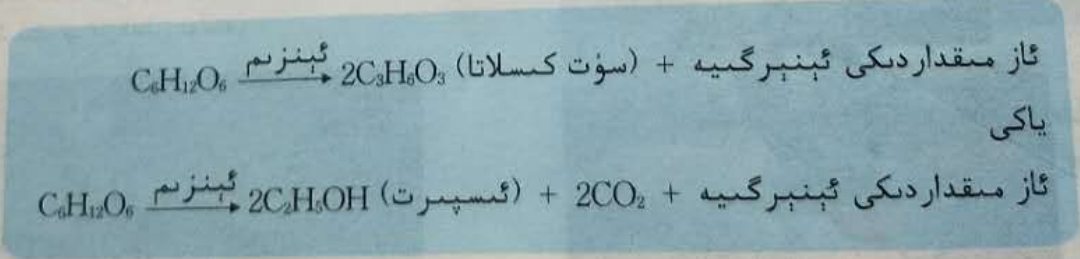 C₆H₁₂O₆ ئېنزىم→ 2C₃H₆O₃ (سۈت كىسلاتا) + ئاز مىقداردىكى ئېنېرگىيە
ياكى
C₆H₁₂O₆ ئېنزىم→ 2C₂H₅OH (ئىسپىرت) + 2CO₂ + ئاز مىقداردىكى ئېنېرگىيە